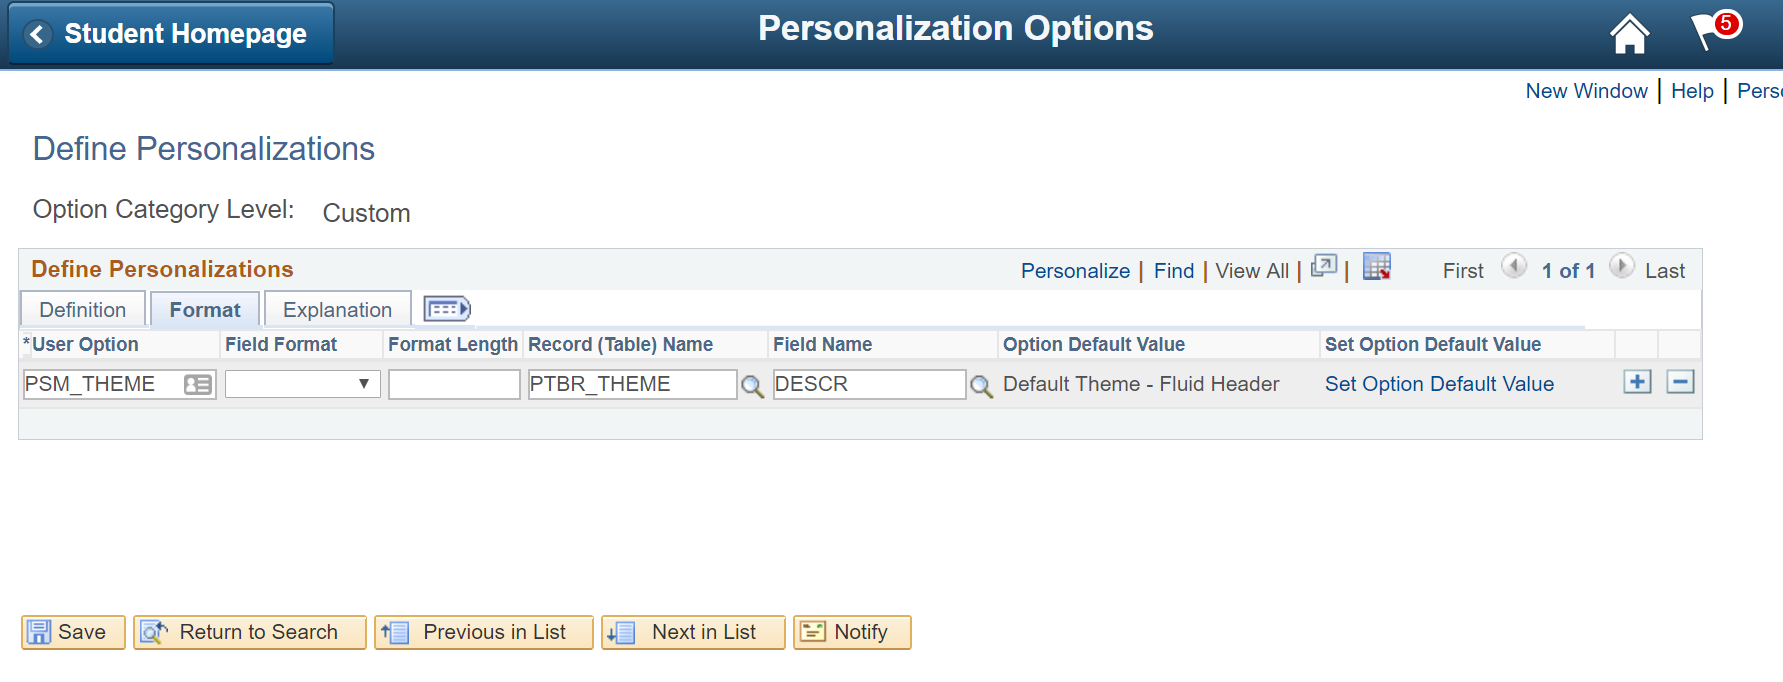 Student Homepage
Personalization Options
5
New Window | Help | Perso
Define Personalizations
Option Category Level: Custom
Define Personalizations
Personalize | Find | View All | | First 1 of 1 Last
Definition Format Explanation
*User Option Field Format Format Length Record (Table) Name Field Name Option Default Value Set Option Default Value
PSM_THEME PTBR_THEME DESCR Default Theme - Fluid Header Set Option Default Value
Save Return to Search Previous in List Next in List Notify